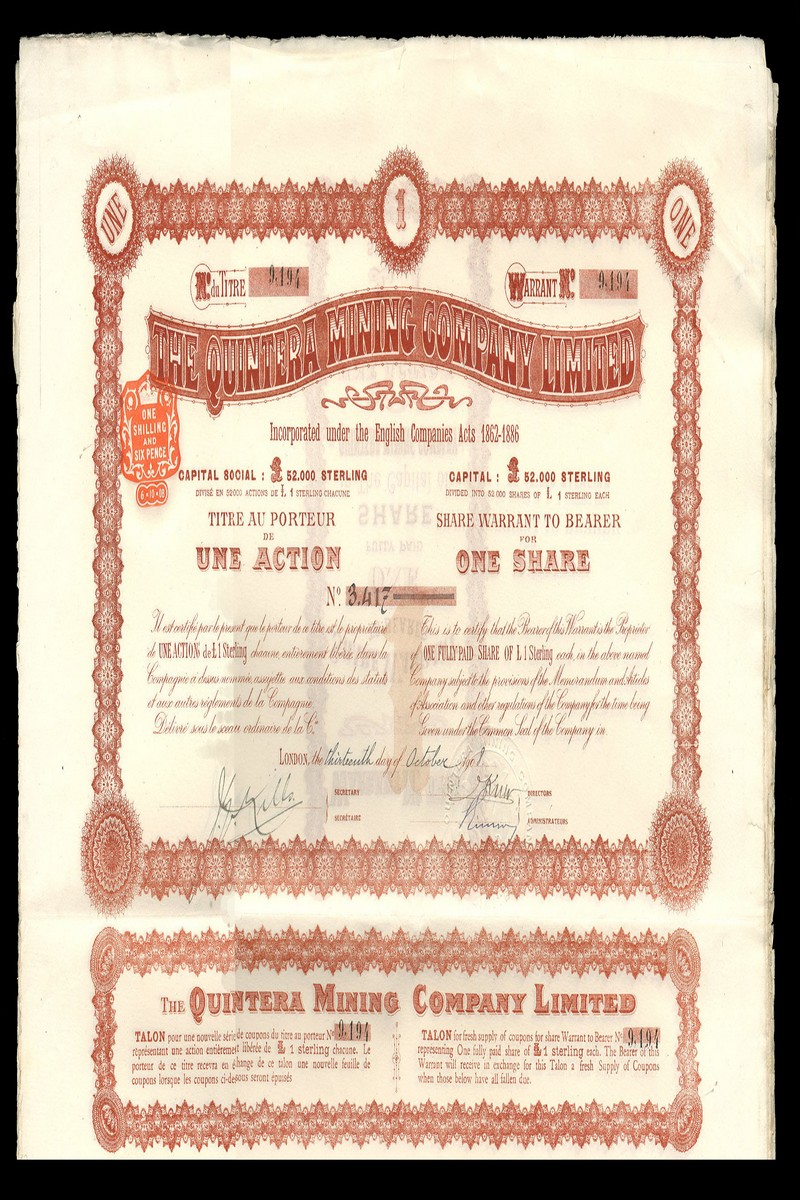 UNE
1
ONE
No. du TITRE 9.194
WARRANT No. 9.194
THE QUINTERA MINING COMPANY LIMITED
ONE
SHILLING
AND
SIX PENCE
6·10·08
Incorporated under the English Companies Acts 1862-1886
CAPITAL SOCIAL : £ 52.000 STERLING
DIVISÉ EN 52000 ACTIONS DE £ 1 STERLING CHACUNE
TITRE AU PORTEUR
DE
UNE ACTION
CAPITAL : £ 52.000 STERLING
DIVIDED INTO 52.000 SHARES OF £ 1 STERLING EACH
SHARE WARRANT TO BEARER
FOR
ONE SHARE
No. 3.417
Il est certifié par le présent que le porteur de ce titre est le propriétaire
de UNE ACTIONS de £ 1 Sterling chacune, entièrement libérée, dans la
Compagnie ci dessus nommée, assujettie aux conditions des statuts
et aux autres règlements de la Compagnie.
Délivré sous le sceau ordinaire de la Cie.
This is to certify that the Bearer of this Warrant is the Proprietor
of ONE FULLY PAID SHARE OF £ 1 Sterling each, in the above named
Company subject to the provisions of the Memorandum and Articles
of Association and other regulations of the Company for the time being
Given under the Common Seal of the Company in
LONDON, the thirteenth day of October 1908.
SECRETARY
SECRÉTAIRE
DIRECTORS
ADMINISTRATEURS
THE QUINTERA MINING COMPANY LIMITED
TALON pour une nouvelle série de coupons du titre au porteur No 9.194
représentant une action entièrement libérée de £ 1 sterling chacune. Le
porteur de ce titre recevra en échange de ce talon une nouvelle feuille de
coupons lorsque les coupons ci-dessous seront épuisés
TALON for fresh supply of coupons for share Warrant to Bearer No 9.194
representing One fully paid share of £ 1 sterling each. The Bearer of this
Warrant will receive in exchange for this Talon a fresh Supply of Coupons
when those below have all fallen due.